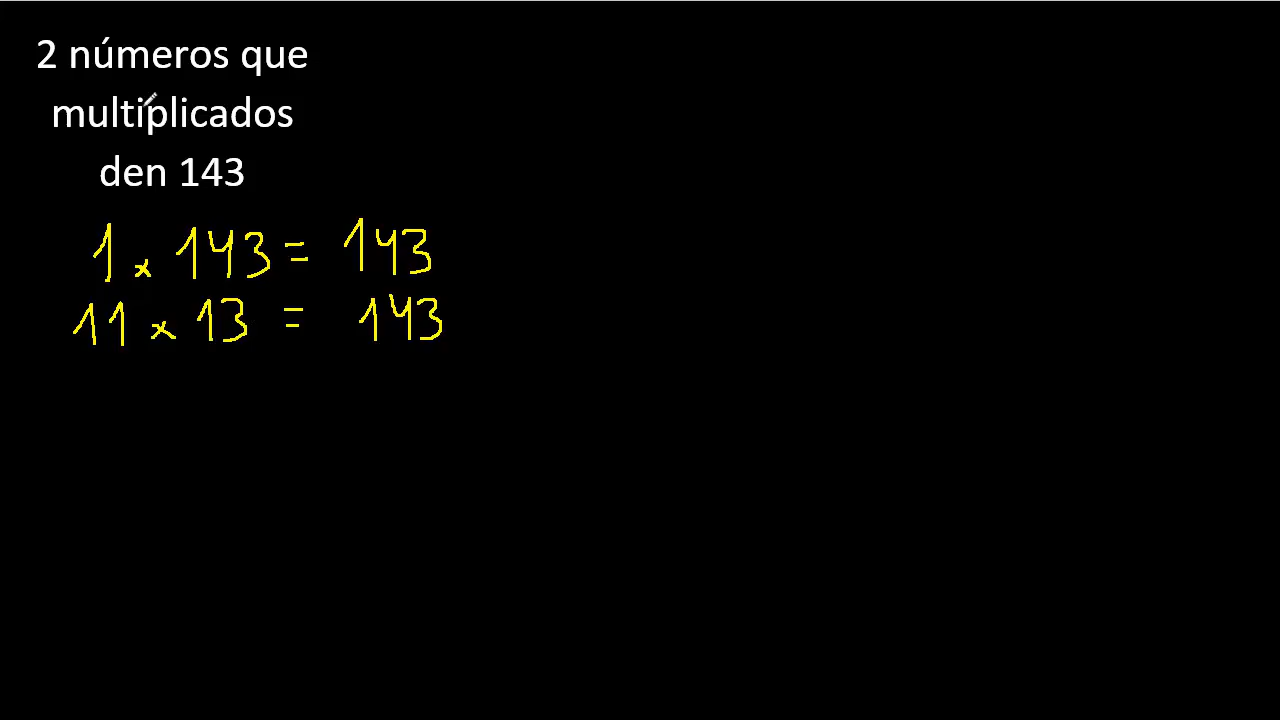 2 números que
multiplicados
den 143
1 x 143 = 143
11 x 13 = 143